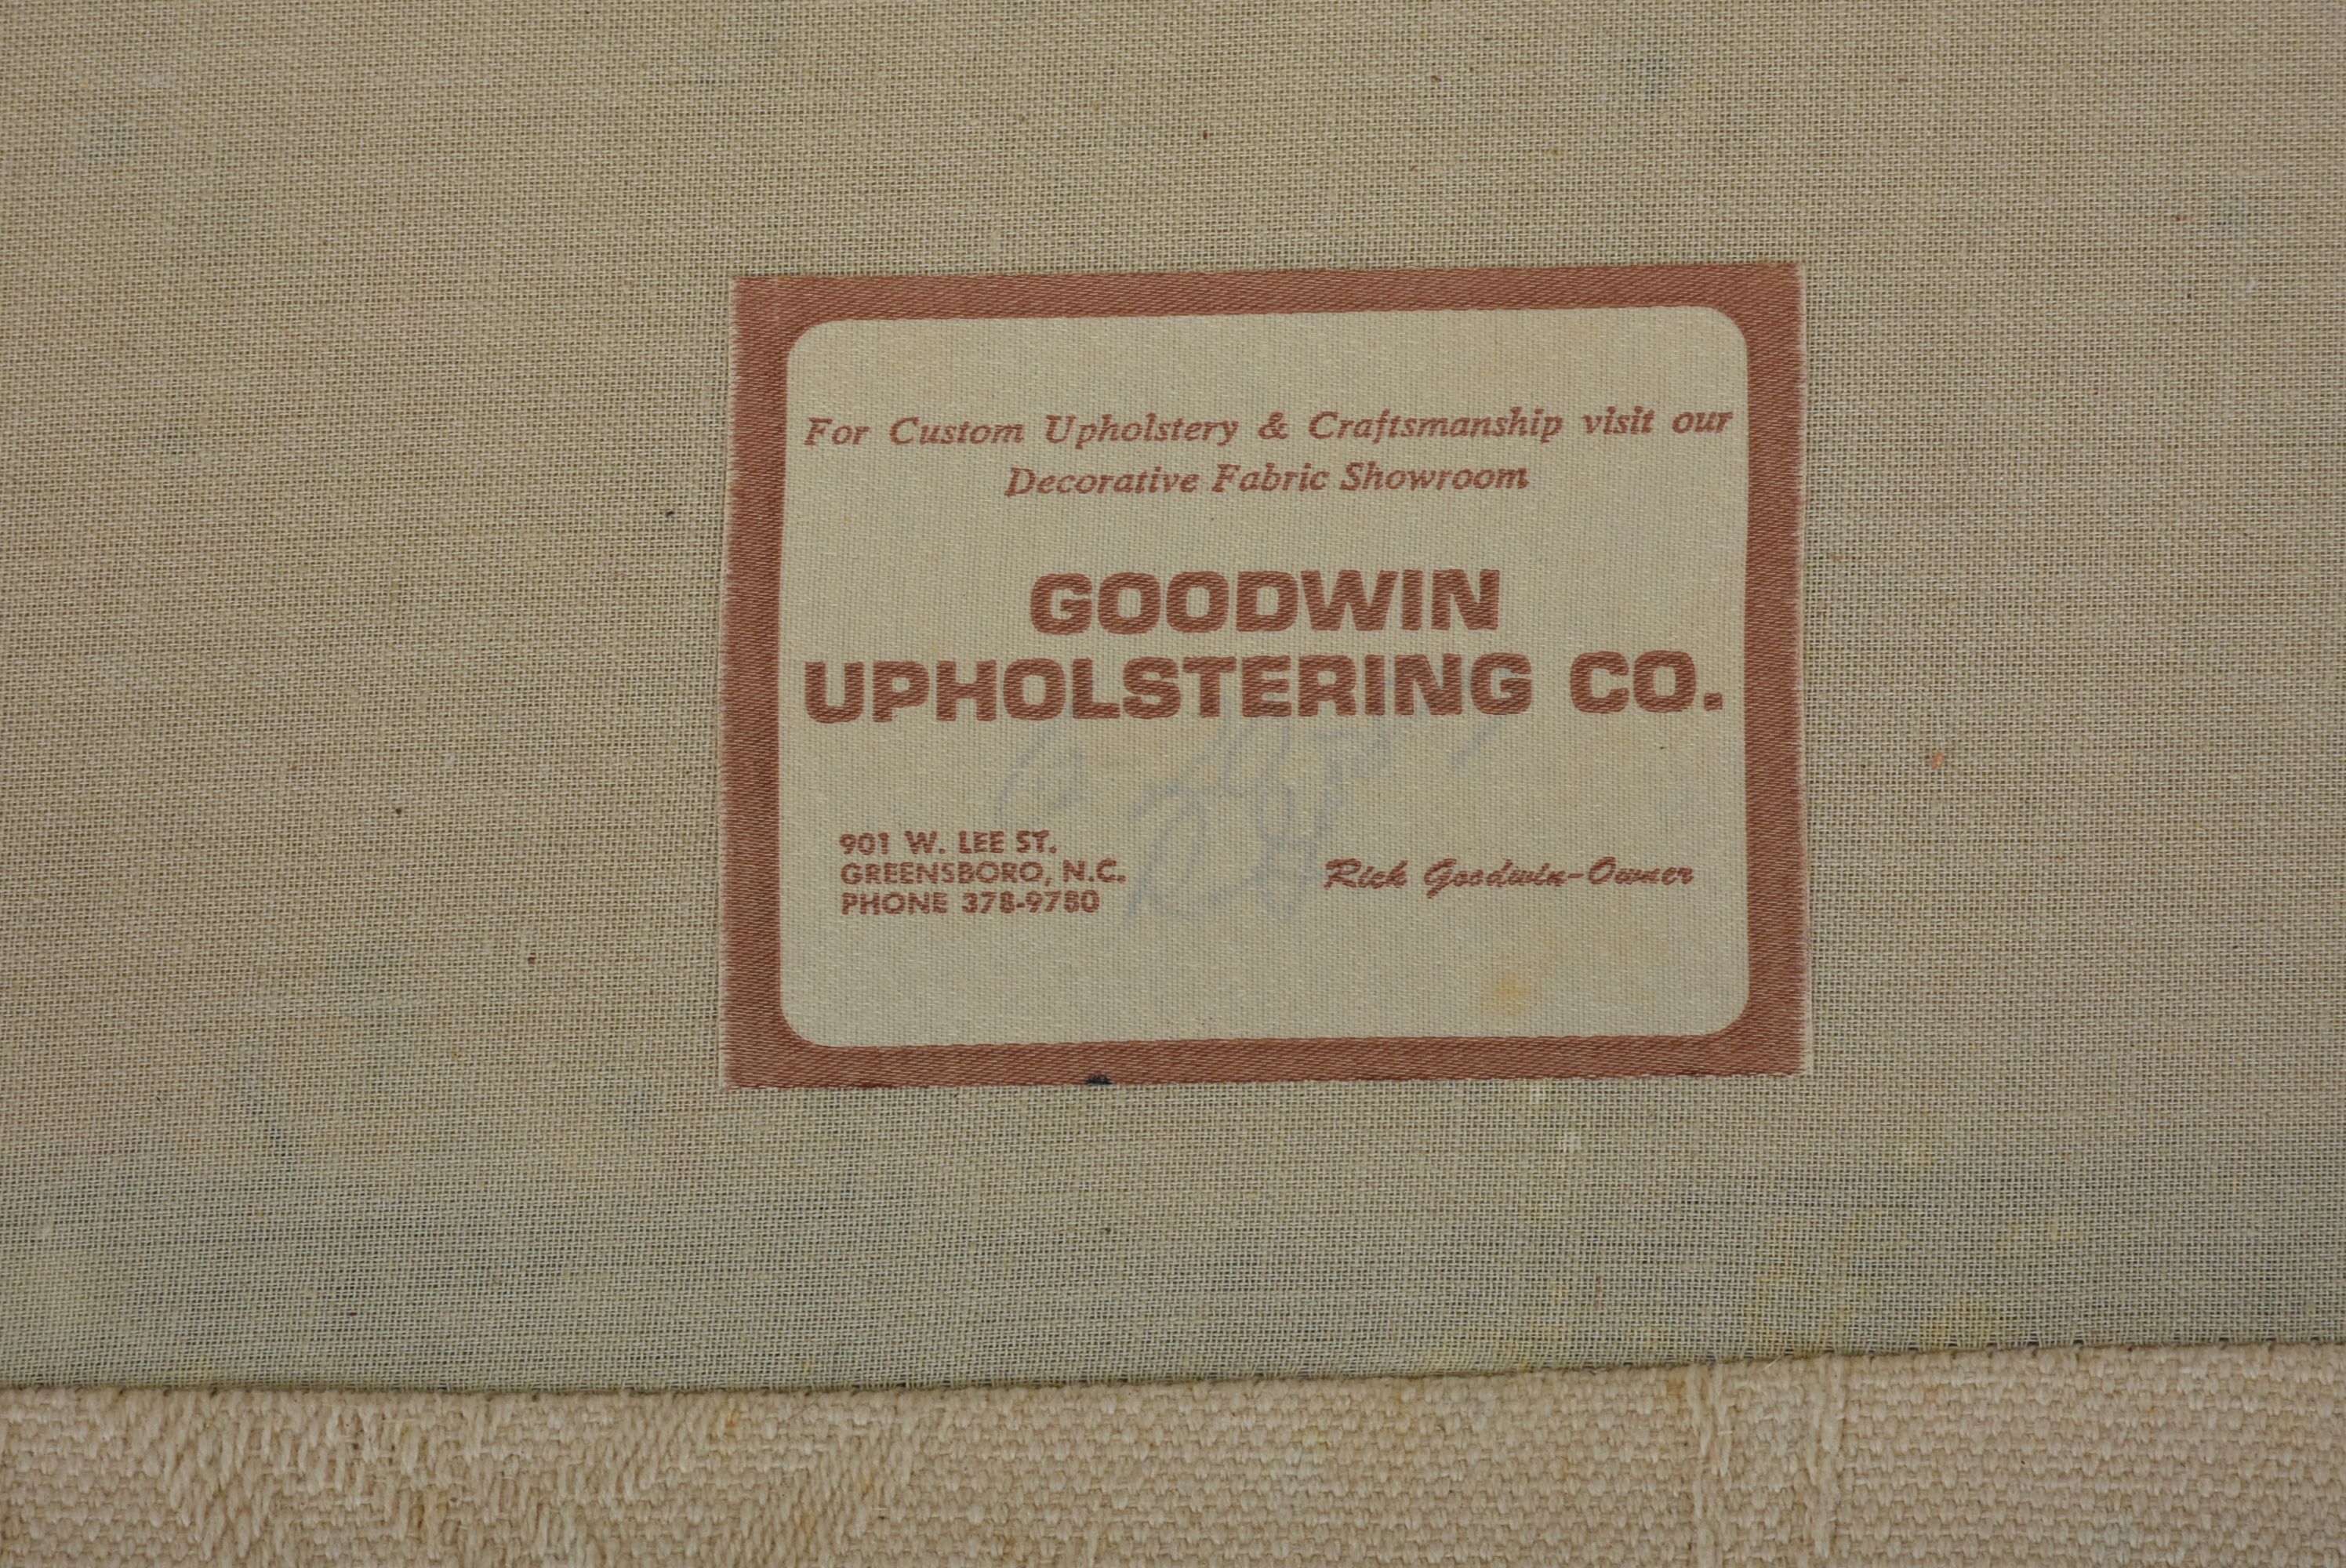 For Custom Upholstery & Craftsmanship visit our
Decorative Fabric Showroom
GOODWIN
UPHOLSTERING CO.
901 W. LEE ST.
GREENSBORO, N.C.
PHONE 378-9780
Rick Goodwin-Owner